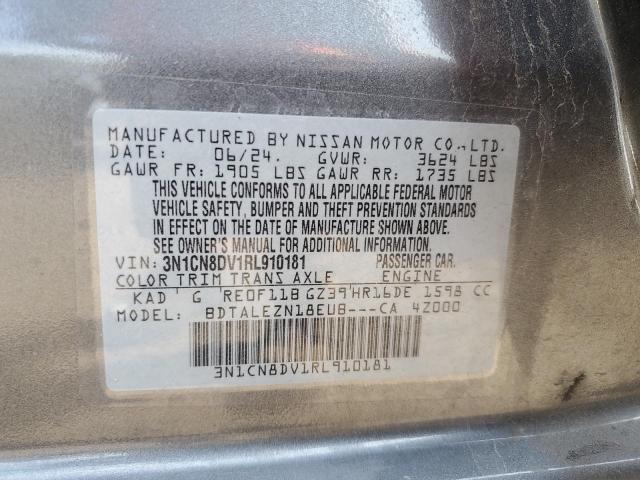 MANUFACTURED BY NISSAN MOTOR CO.,LTD.
DATE: 06/24. GVWR: 3624 LBS
GAWR FR: 1905 LBS GAWR RR: 1735 LBS
THIS VEHICLE CONFORMS TO ALL APPLICABLE FEDERAL MOTOR
VEHICLE SAFETY, BUMPER AND THEFT PREVENTION STANDARDS
IN EFFECT ON THE DATE OF MANUFACTURE SHOWN ABOVE.
SEE OWNER'S MANUAL FOR ADDITIONAL INFORMATION.
VIN: 3N1CN8DV1RL910181 PASSENGER CAR.
COLOR TRIM TRANS AXLE ENGINE
KAD G RE0F11B GZ39 HR16DE 1598 CC
MODEL: BDTALEZN18EUB---CA 4Z000
3N1CN8DV1RL910181